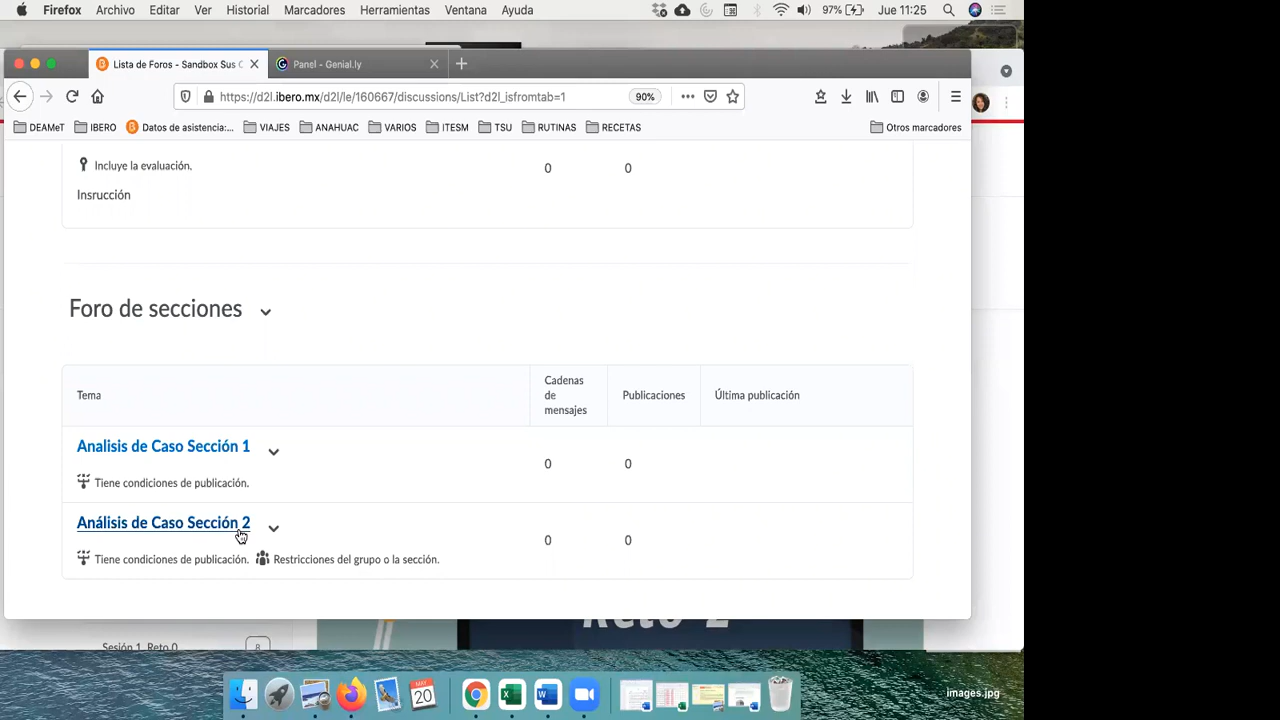 Firefox Archivo Editar Ver Historial Marcadores Herramientas Ventana Ayuda 97% Jue 11:25
Lista de Foros - Sandbox Sus C
Panel - Genial.ly
https://d2l.ibero.mx/d2l/le/160667/discussions/List?d2l_isfromtab=1 90%
DEAMeT IBERO Datos de asistencia:... VIAJES ANAHUAC VARIOS ITESM TSU RUTINAS RECETAS Otros marcadores
Incluye la evaluación. 0 0
Insrucción
Foro de secciones
Tema Cadenas de mensajes Publicaciones Última publicación
Analisis de Caso Sección 1
0 0
Tiene condiciones de publicación.
Análisis de Caso Sección 2
0 0
Tiene condiciones de publicación. Restricciones del grupo o la sección.
Reto 2
Sesión 1. Reto 0 8
MAY
20
images.jpg